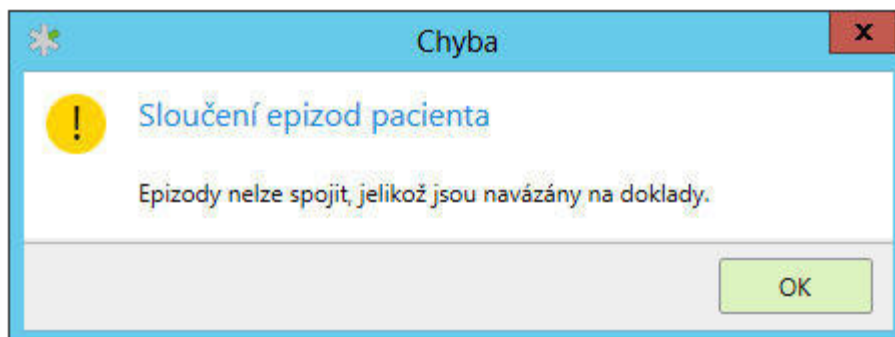 Chyba
x
Sloučení epizod pacienta
!
Epizody nelze spojit, jelikož jsou navázány na doklady.
OK